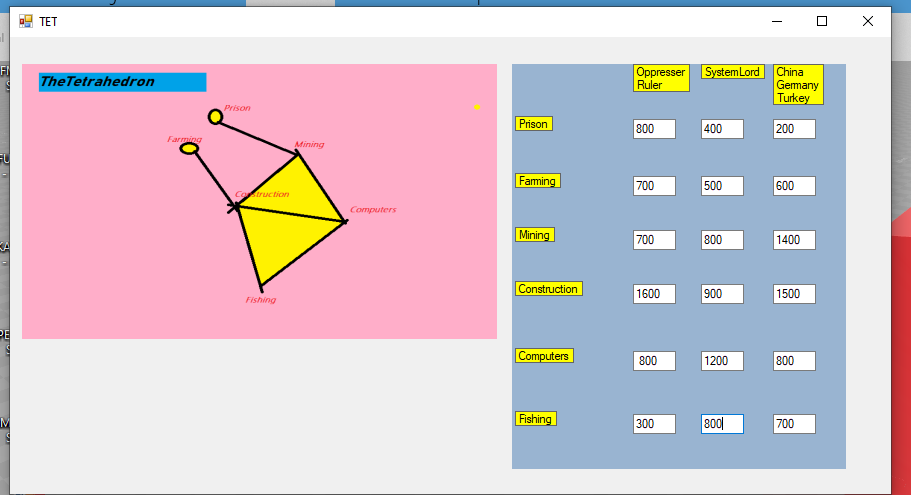 TET
TheTetrahedron
Prison
Farming
Mining
Construction
Computers
Fishing
Oppresser
Ruler
SystemLord
China
Germany
Turkey
Prison 800 400 200
Farming 700 500 600
Mining 700 800 1400
Construction 1600 900 1500
Computers 800 1200 800
Fishing 300 800 700